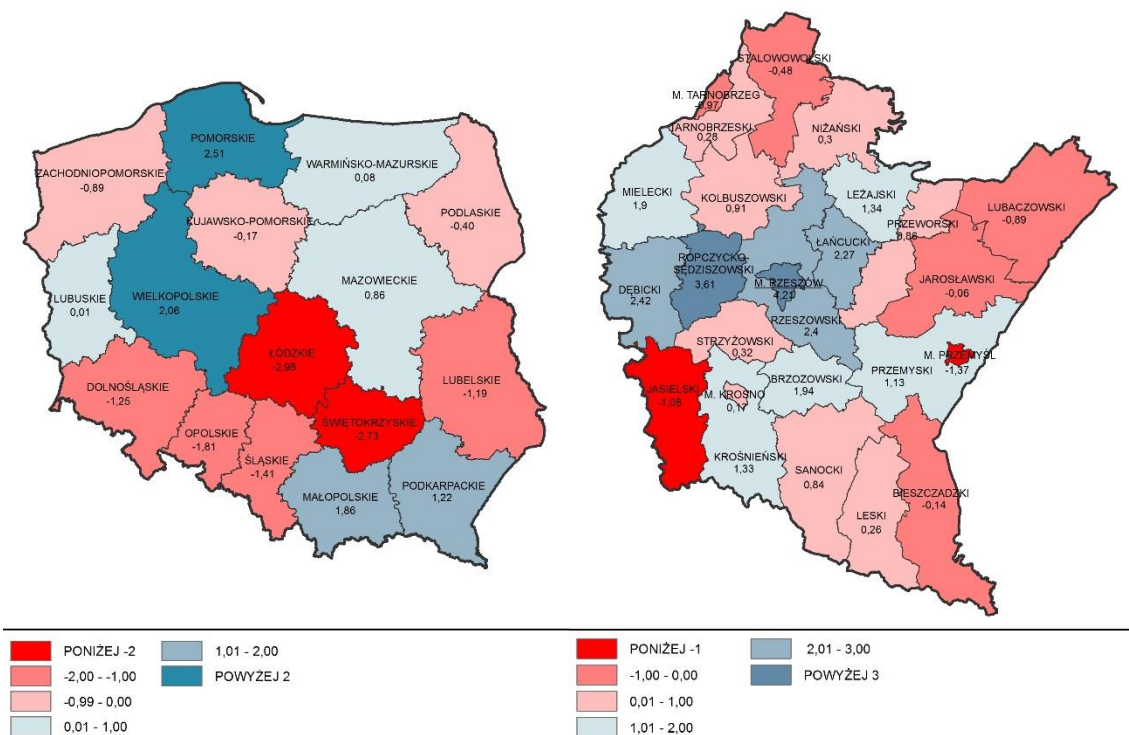 POMORSKIE
2,51
WARMIŃSKO-MAZURSKIE
0,08
ZACHODNIOPOMORSKIE
-0,89
KUJAWSKO-POMORSKIE
-0,17
PODLASKIE
-0,40
MAZOWIECKIE
0,86
LUBUSKIE
0,01
WIELKOPOLSKIE
2,06
ŁÓDZKIE
-2,98
DOLNOŚLĄSKIE
-1,25
LUBELSKIE
-1,19
OPOLSKIE
-1,81
ŚLĄSKIE
-1,41
ŚWIĘTOKRZYSKIE
-2,73
MAŁOPOLSKIE
1,86
PODKARPACKIE
1,22
PONIŻEJ -2
-2,00 - -1,00
-0,99 - 0,00
0,01 - 1,00
1,01 - 2,00
POWYŻEJ 2
STALOWOWOLSKI
-0,48
M. TARNOBRZEG
-0,97
TARNOBRZESKI
0,28
NIŻAŃSKI
0,3
MIELECKI
1,9
KOLBUSZOWSKI
0,91
LEŻAJSKI
1,34
LUBACZOWSKI
-0,89
PRZEWORSKI
0,86
ŁAŃCUCKI
2,27
ROPCZYCKO-
SĘDZISZOWSKI
3,61
DĘBICKI
2,42
M. RZESZÓW
4,21
JAROSŁAWSKI
-0,06
RZESZOWSKI
2,4
STRZYŻOWSKI
0,32
M. PRZEMYŚL
-1,37
PRZEMYSKI
1,13
JASIELSKI
-1,08
M. KROSNO
0,17
BRZOZOWSKI
1,94
KROŚNIEŃSKI
1,33
SANOCKI
0,84
BIESZCZADZKI
-0,14
LESKI
0,26
PONIŻEJ -1
-1,00 - 0,00
0,01 - 1,00
1,01 - 2,00
2,01 - 3,00
POWYŻEJ 3